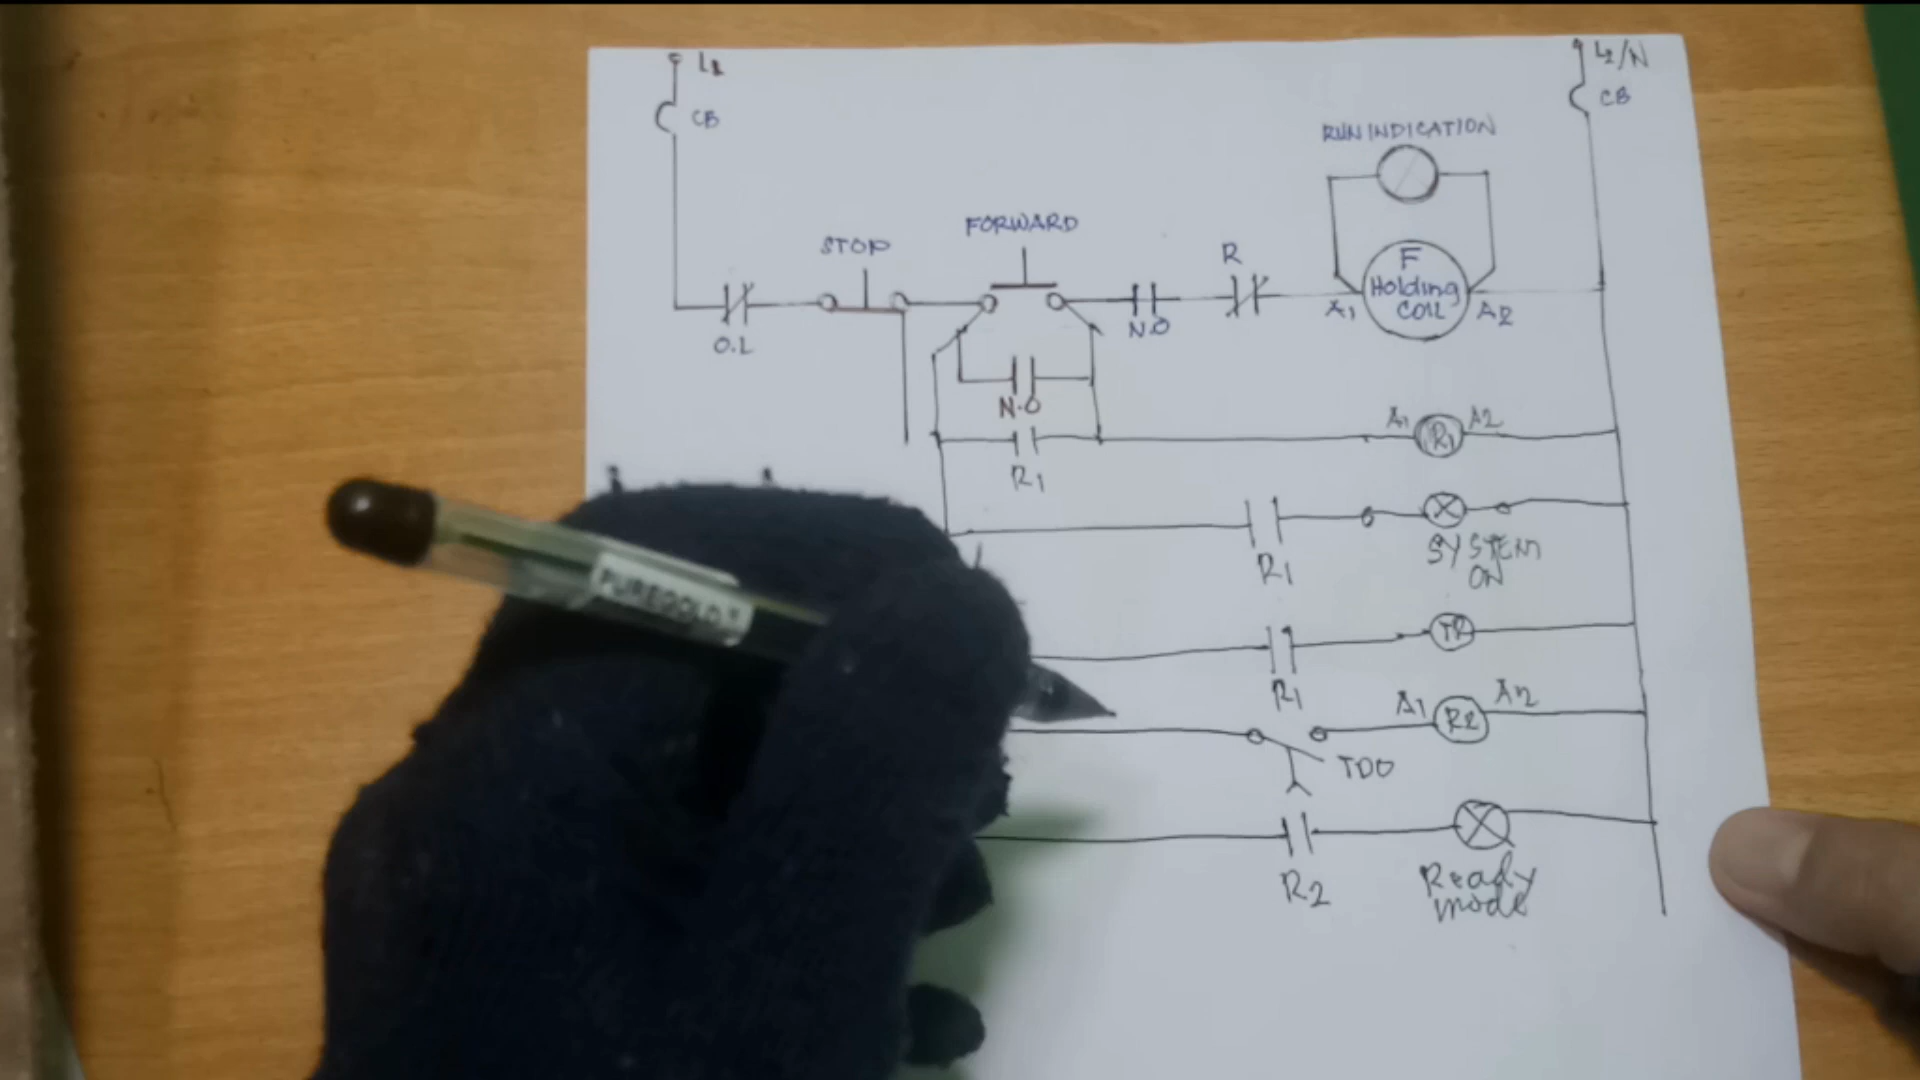 L1
L2/N
CB
CB
RUN INDICATION
FORWARD
STOP
R
F
Holding
COIL
A1
A2
N.O
O.L
N.O
A1
A2
R1
R1
SYSTEM
ON
R1
PUREGOLD
TR
R1
A1
A2
R2
TDO
R2
Ready
mode